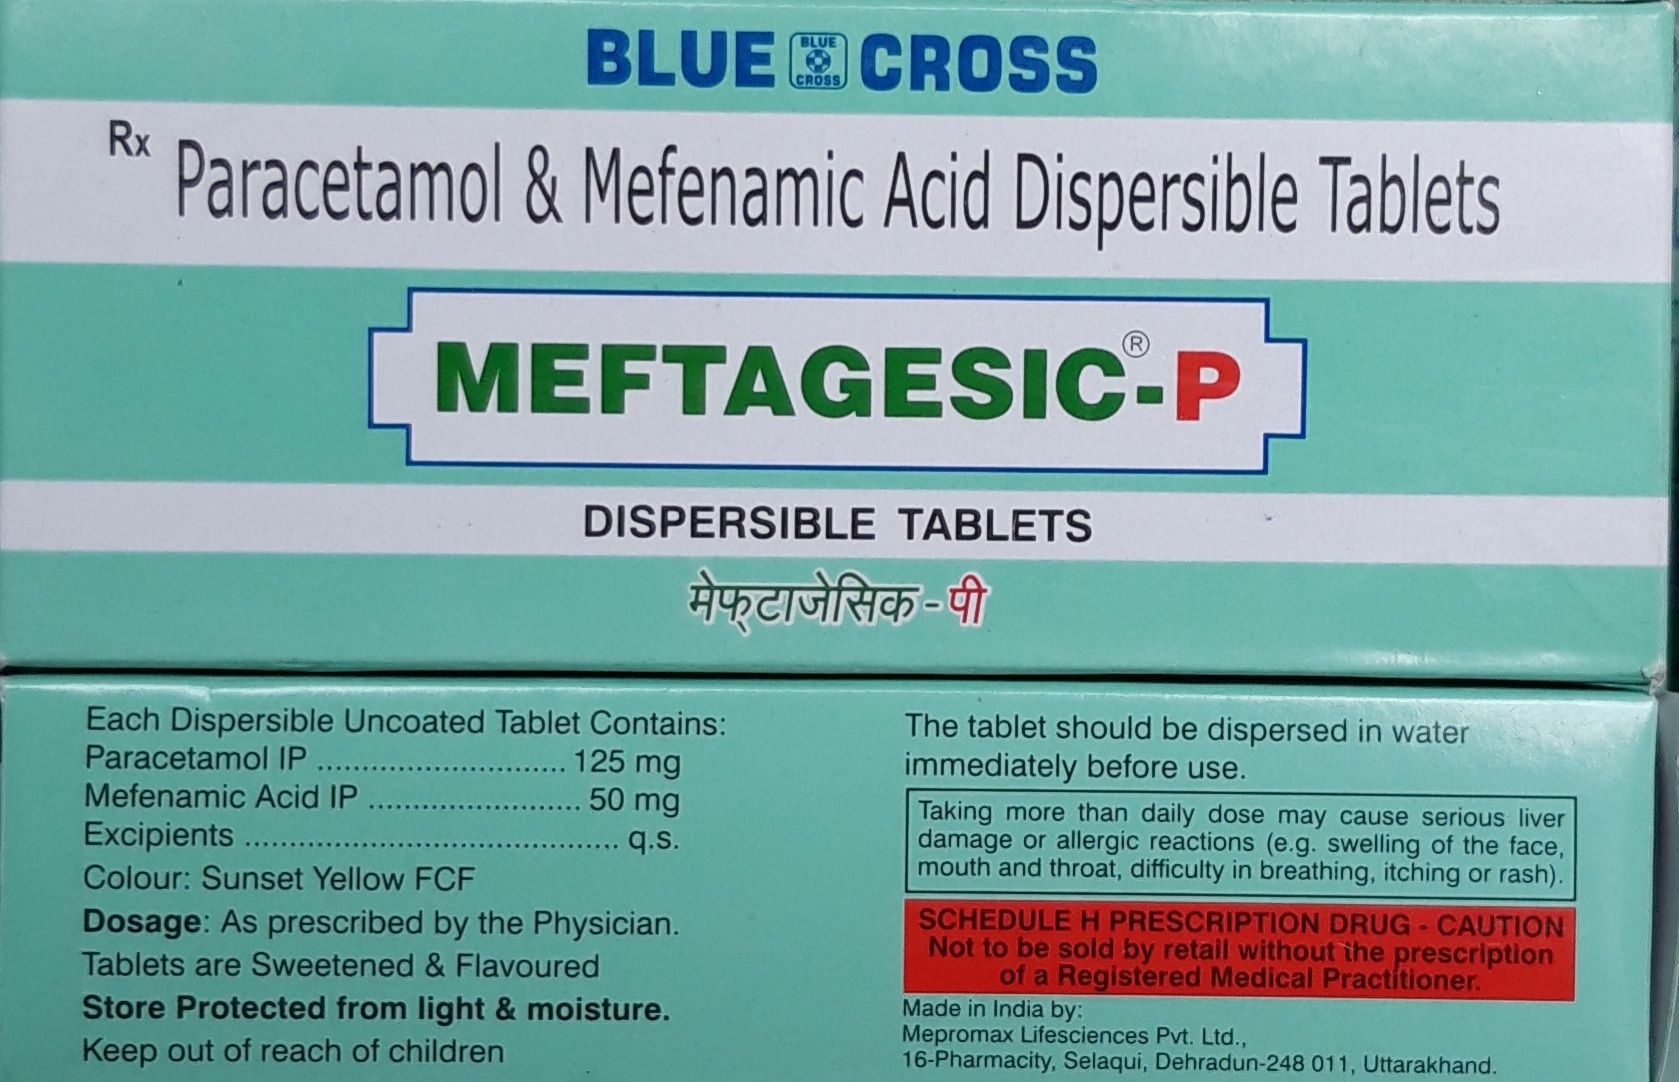 BLUE BLUE CROSS CROSS
Rx Paracetamol & Mefenamic Acid Dispersible Tablets
MEFTAGESIC®-P
DISPERSIBLE TABLETS
मेफ्टाजेसिक - पी
Each Dispersible Uncoated Tablet Contains:
Paracetamol IP ............................ 125 mg
Mefenamic Acid IP ........................ 50 mg
Excipients .......................................... q.s.
Colour: Sunset Yellow FCF
Dosage: As prescribed by the Physician.
Tablets are Sweetened & Flavoured
Store Protected from light & moisture.
Keep out of reach of children
The tablet should be dispersed in water
immediately before use.
Taking more than daily dose may cause serious liver
damage or allergic reactions (e.g. swelling of the face,
mouth and throat, difficulty in breathing, itching or rash).
SCHEDULE H PRESCRIPTION DRUG - CAUTION
Not to be sold by retail without the prescription
of a Registered Medical Practitioner.
Made in India by:
Mepromax Lifesciences Pvt. Ltd.,
16-Pharmacity, Selaqui, Dehradun-248 011, Uttarakhand.